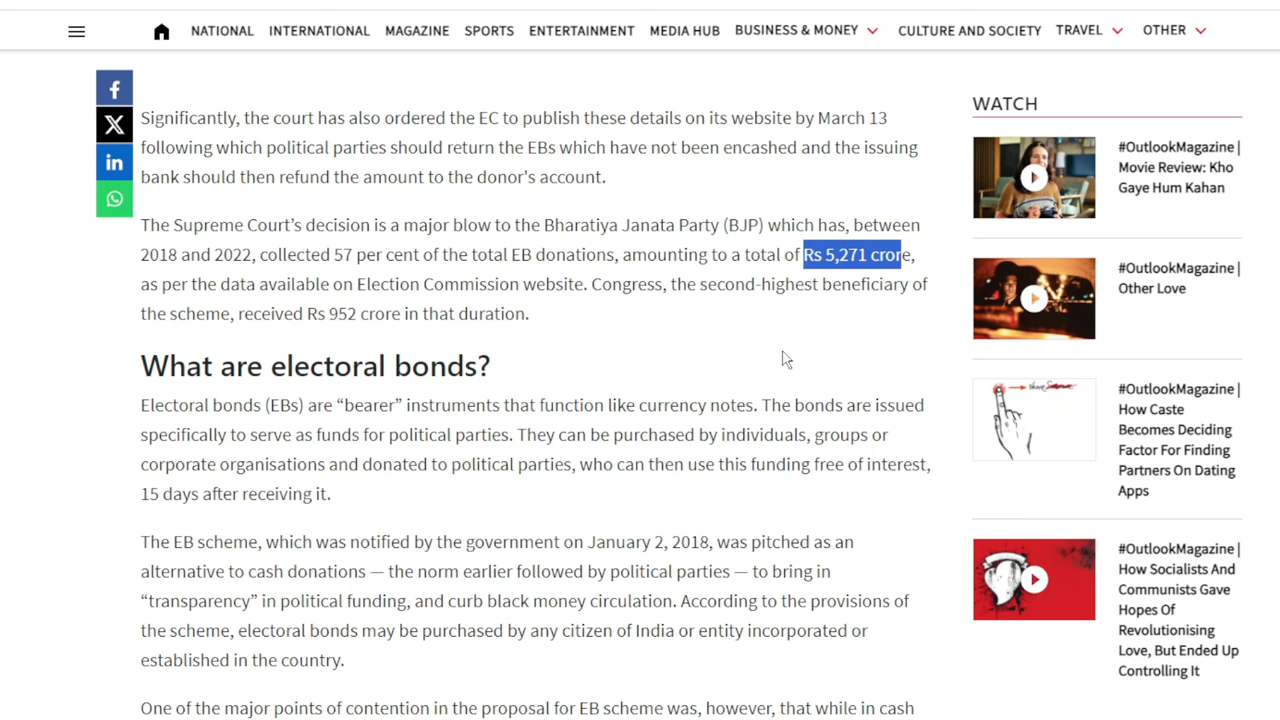 NATIONAL INTERNATIONAL MAGAZINE SPORTS ENTERTAINMENT MEDIA HUB BUSINESS & MONEY CULTURE AND SOCIETY TRAVEL OTHER
Significantly, the court has also ordered the EC to publish these details on its website by March 13
following which political parties should return the EBs which have not been encashed and the issuing
bank should then refund the amount to the donor's account.
The Supreme Court’s decision is a major blow to the Bharatiya Janata Party (BJP) which has, between
2018 and 2022, collected 57 per cent of the total EB donations, amounting to a total of Rs 5,271 crore,
as per the data available on Election Commission website. Congress, the second-highest beneficiary of
the scheme, received Rs 952 crore in that duration.
What are electoral bonds?
Electoral bonds (EBs) are “bearer” instruments that function like currency notes. The bonds are issued
specifically to serve as funds for political parties. They can be purchased by individuals, groups or
corporate organisations and donated to political parties, who can then use this funding free of interest,
15 days after receiving it.
The EB scheme, which was notified by the government on January 2, 2018, was pitched as an
alternative to cash donations — the norm earlier followed by political parties — to bring in
“transparency” in political funding, and curb black money circulation. According to the provisions of
the scheme, electoral bonds may be purchased by any citizen of India or entity incorporated or
established in the country.
One of the major points of contention in the proposal for EB scheme was, however, that while in cash
WATCH
#OutlookMagazine |
Movie Review: Kho
Gaye Hum Kahan
#OutlookMagazine |
Other Love
#OutlookMagazine |
How Caste
Becomes Deciding
Factor For Finding
Partners On Dating
Apps
#OutlookMagazine |
How Socialists And
Communists Gave
Hopes Of
Revolutionising
Love, But Ended Up
Controlling It